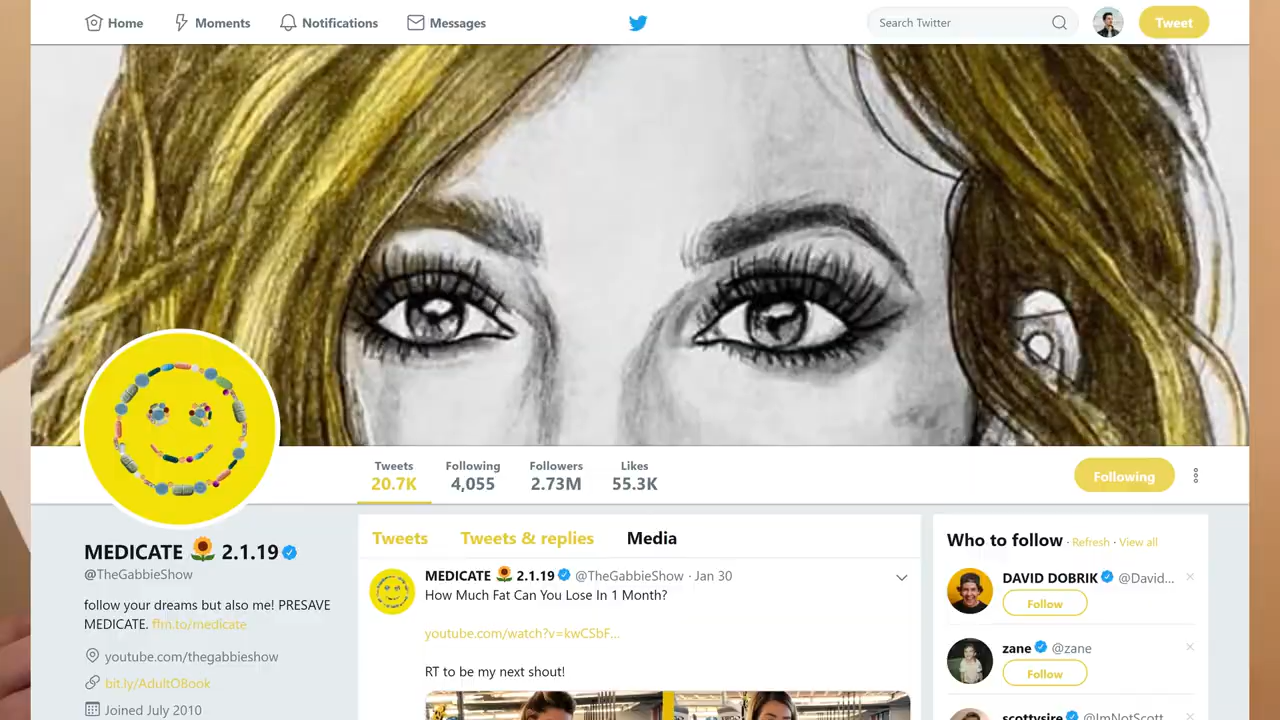 Home
Moments
Notifications
Messages
Search Twitter
Tweet
Tweets
Following
Followers
Likes
20.7K
4,055
2.73M
55.3K
Following
MEDICATE 🌻 2.1.19
@TheGabbieShow
follow your dreams but also me! PRESAVE
MEDICATE. ffm.to/medicate
youtube.com/thegabbieshow
bit.ly/AdultOBook
Joined July 2010
Tweets
Tweets & replies
Media
MEDICATE 🌻 2.1.19 @TheGabbieShow · Jan 30
How Much Fat Can You Lose In 1 Month?
youtube.com/watch?v=kwCSbF...
RT to be my next shout!
Who to follow · Refresh · View all
DAVID DOBRIK @David...
Follow
zane @zane
Follow
scottysire @ImNotScott...